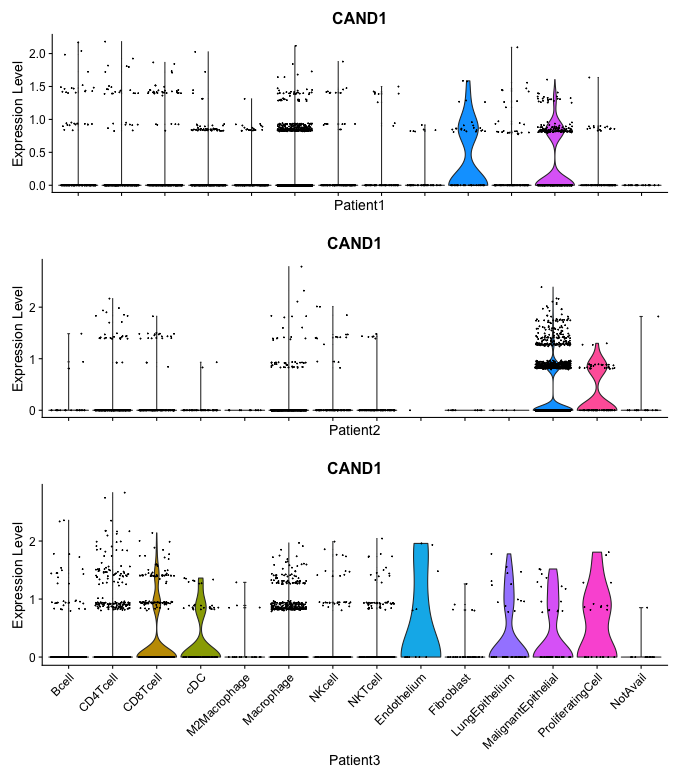 CAND1
Expression Level
2.0
1.5
1.0
0.5
0.0
Patient1
CAND1
Expression Level
2
1
0
Patient2
CAND1
Expression Level
2
1
0
Bcell
CD4Tcell
CD8Tcell
cDC
M2Macrophage
Macrophage
NKcell
NKTcell
Endothelium
Fibroblast
LungEpithelium
MalignantEpithelial
ProliferatingCell
NotAvail
Patient3